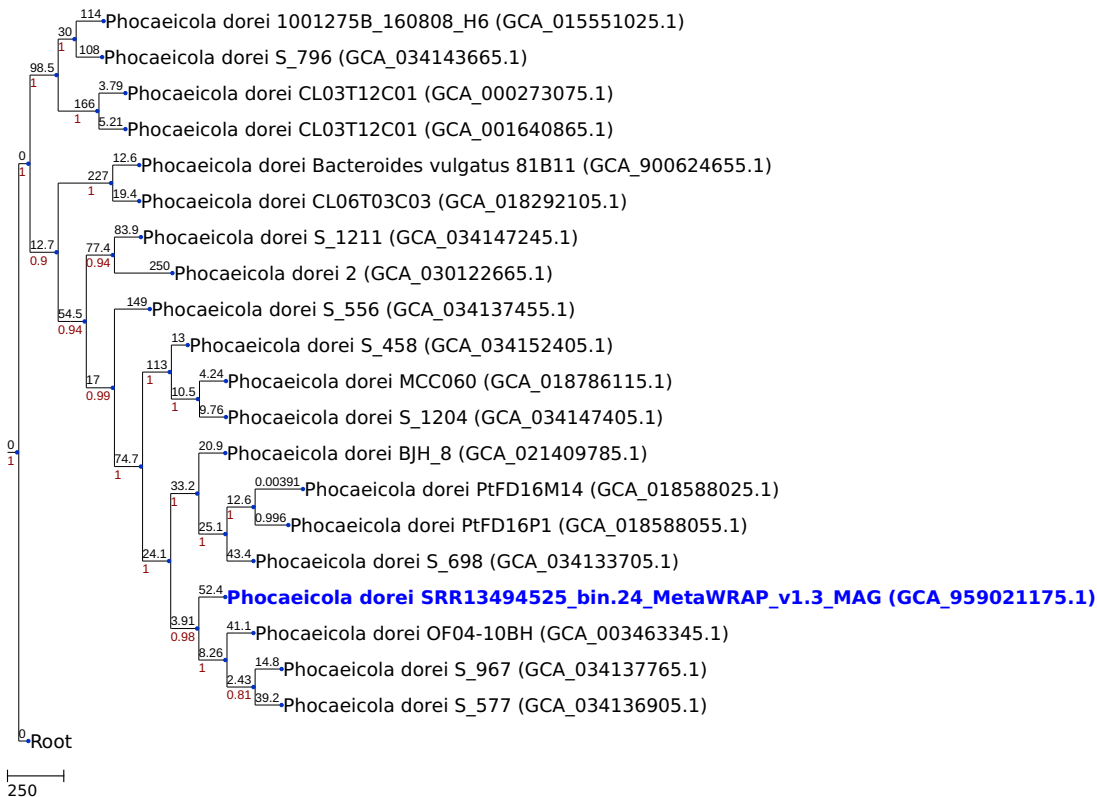 114
Phocaeicola dorei 1001275B_160808_H6 (GCA_015551025.1)
30
1
108
Phocaeicola dorei S_796 (GCA_034143665.1)
98.5
1
3.79
Phocaeicola dorei CL03T12C01 (GCA_000273075.1)
166
1
5.21
Phocaeicola dorei CL03T12C01 (GCA_001640865.1)
0
1
12.6
Phocaeicola dorei Bacteroides vulgatus 81B11 (GCA_900624655.1)
227
1
19.4
Phocaeicola dorei CL06T03C03 (GCA_018292105.1)
83.9
Phocaeicola dorei S_1211 (GCA_034147245.1)
12.7
0.9
77.4
0.94
250
Phocaeicola dorei 2 (GCA_030122665.1)
54.5
0.94
149
Phocaeicola dorei S_556 (GCA_034137455.1)
13
Phocaeicola dorei S_458 (GCA_034152405.1)
113
1
17
0.99
4.24
Phocaeicola dorei MCC060 (GCA_018786115.1)
10.5
1
9.76
Phocaeicola dorei S_1204 (GCA_034147405.1)
0
1
74.7
1
20.9
Phocaeicola dorei BJH_8 (GCA_021409785.1)
33.2
1
0.00391
Phocaeicola dorei PtFD16M14 (GCA_018588025.1)
12.6
1
0.996
Phocaeicola dorei PtFD16P1 (GCA_018588055.1)
25.1
1
24.1
1
43.4
Phocaeicola dorei S_698 (GCA_034133705.1)
52.4
Phocaeicola dorei SRR13494525_bin.24_MetaWRAP_v1.3_MAG (GCA_959021175.1)
3.91
0.98
41.1
Phocaeicola dorei OF04-10BH (GCA_003463345.1)
8.26
1
14.8
Phocaeicola dorei S_967 (GCA_034137765.1)
2.43
0.81
39.2
Phocaeicola dorei S_577 (GCA_034136905.1)
0
Root
250